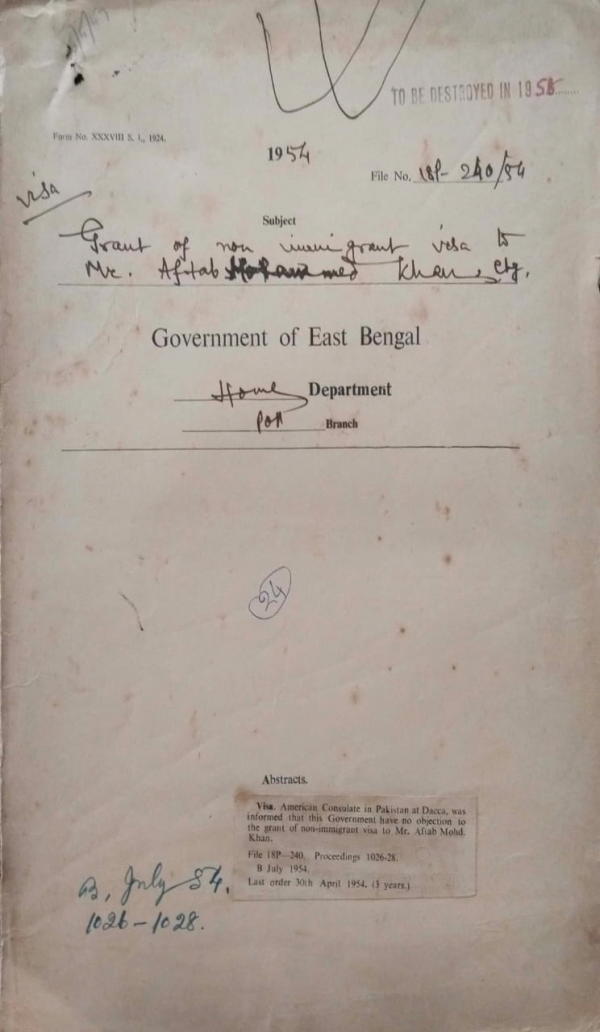 TO BE DESTROYED IN 1958
Form No. XXXVIII S. I., 1924.
1954
File No. 18P- 240/54
Visa
Subject
Grant of non immigrant visa to
Mr. Aftab Mohammed Khan, Ctg.
Government of East Bengal
Home Department
Branch
24
Abstracts.
Visa. American Consulate in Pakistan at Dacca, was
informed that this Government have no objection to
the grant of non-immigrant visa to Mr. Aftab Mohd.
Khan.
File 18P—240, Proceedings 1026-28.
B July 1954.
Last order 30th April 1954. (3 years.)
B, July 54.
1026-1028.